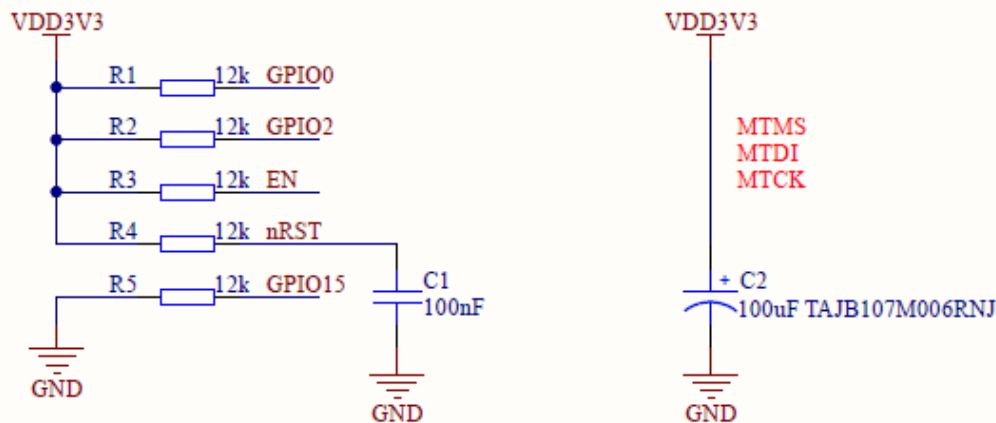 VDD3V3
R1 12k GPIO0
R2 12k GPIO2
R3 12k EN
R4 12k nRST
R5 12k GPIO15
C1
100nF
GND
GND
VDD3V3
MTMS
MTDI
MTCK
+ C2
100uF TAJB107M006RNJ
GND